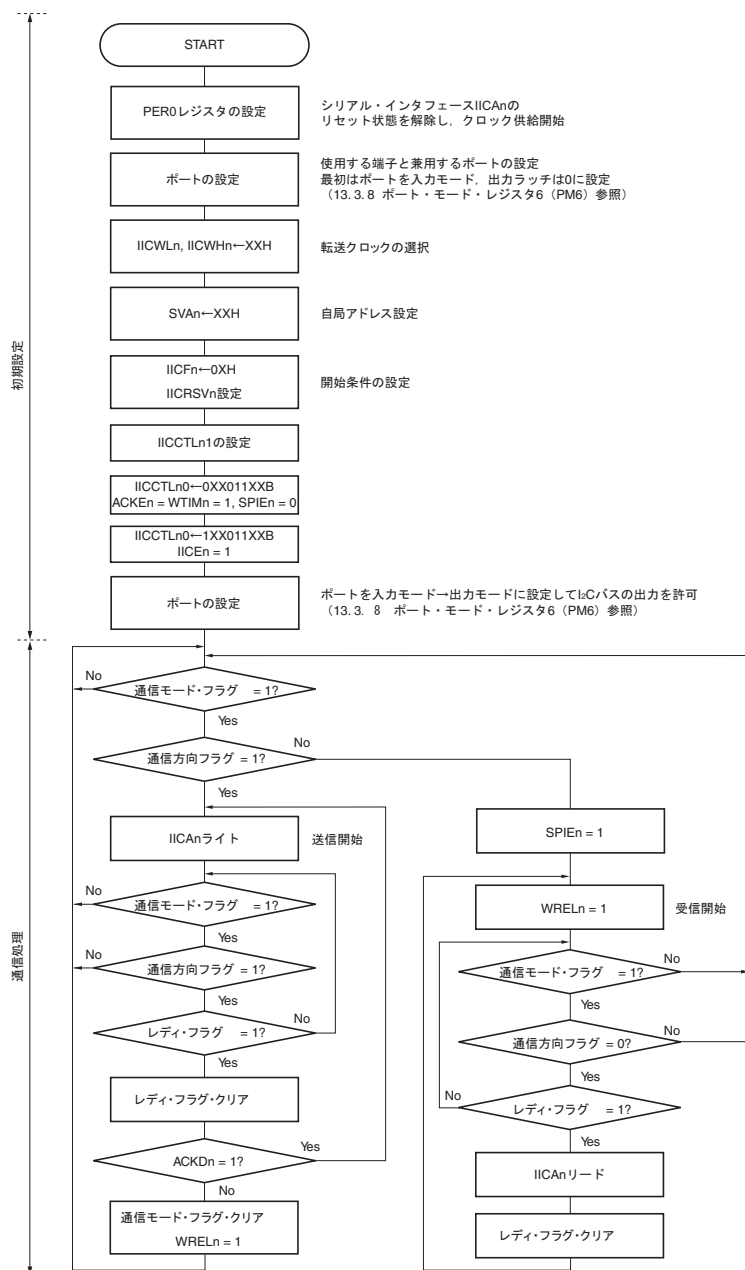 START
PER0レジスタの設定
シリアル・インタフェースIICAnの
リセット状態を解除し，クロック供給開始
ポートの設定
使用する端子と兼用するポートの設定
最初はポートを入力モード，出力ラッチは0に設定
（13.3.8 ポート・モード・レジスタ6（PM6）参照）
IICWLn, IICWHn←XXH
転送クロックの選択
SVAn←XXH
自局アドレス設定
IICFn←0XH
IICRSVn設定
開始条件の設定
IICCTLn1の設定
IICCTLn0←0XX011XXB
ACKEn = WTIMn = 1, SPIEn = 0
IICCTLn0←1XX011XXB
IICEn = 1
ポートの設定
ポートを入力モード→出力モードに設定してI2Cバスの出力を許可
（13.3. 8 ポート・モード・レジスタ6（PM6）参照）
初期設定
通信モード・フラグ = 1?
No
Yes
通信方向フラグ = 1?
No
Yes
IICAnライト
送信開始
通信モード・フラグ = 1?
No
Yes
通信方向フラグ = 1?
No
Yes
レディ・フラグ = 1?
No
Yes
レディ・フラグ・クリア
ACKDn = 1?
Yes
No
通信モード・フラグ・クリア
WRELn = 1
SPIEn = 1
WRELn = 1
受信開始
通信モード・フラグ = 1?
No
Yes
通信方向フラグ = 0?
No
Yes
レディ・フラグ = 1?
No
Yes
IICAnリード
レディ・フラグ・クリア
通信処理